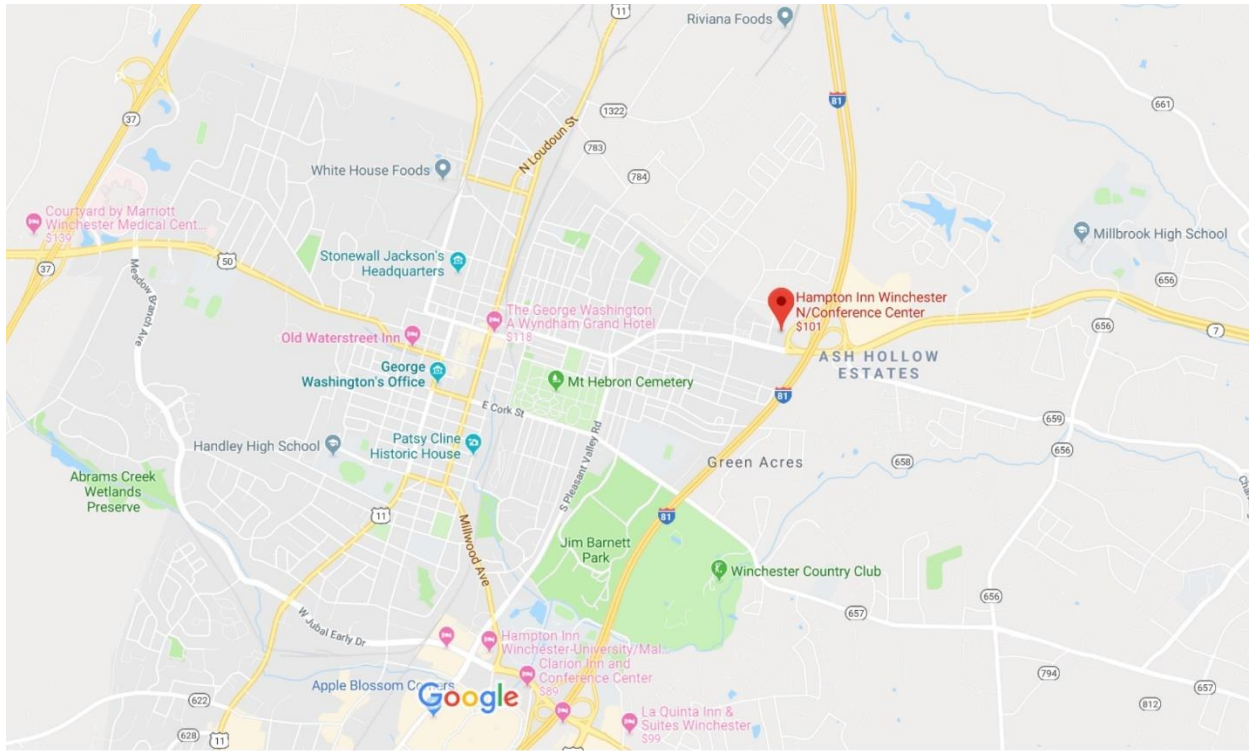 11
Riviana Foods
37
81
661
1322
N Loudoun St
783
784
White House Foods
Courtyard by Marriott
Winchester Medical Cent...
$139
Millbrook High School
37
50
Meadow Branch Ave
Stonewall Jackson's
Headquarters
656
Hampton Inn Winchester
N/Conference Center
$101
The George Washington
A Wyndham Grand Hotel
$118
Old Waterstreet Inn
656
7
ASH HOLLOW
ESTATES
George
Washington's Office
Mt Hebron Cemetery
81
E Cork St
659
Handley High School
Patsy Cline
Historic House
S Pleasant Valley Rd
656
Green Acres
658
Abrams Creek
Wetlands
Preserve
11
81
Millwood Ave
Jim Barnett
Park
Winchester Country Club
656
657
W Jubal Early Dr
Hampton Inn
Winchester-University/Mal...
Clarion Inn and
Conference Center
$89
794
657
Google
622
812
La Quinta Inn &
Suites Winchester
$99
628
11
Apple Blossom